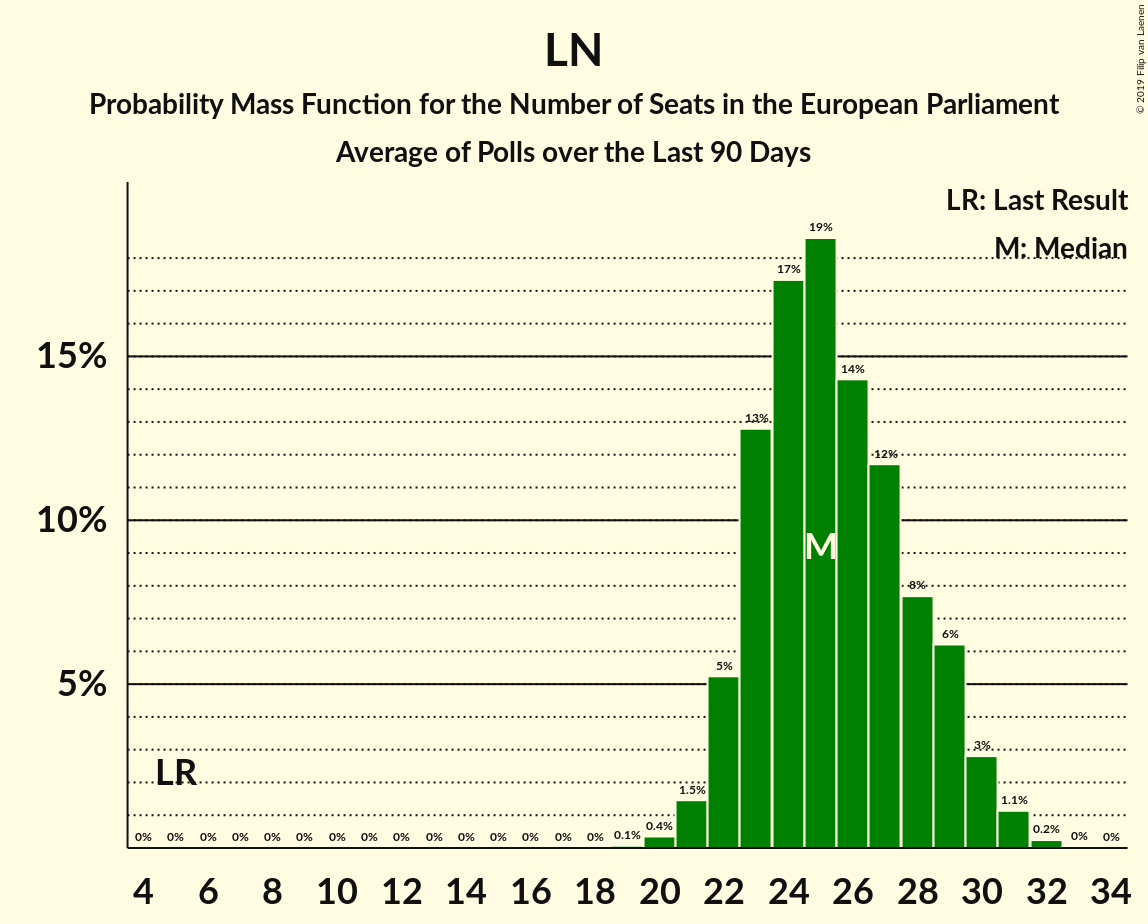 LN
Probability Mass Function for the Number of Seats in the European Parliament
Average of Polls over the Last 90 Days
© 2019 Filip van Laenen
LR: Last Result
M: Median
15%
10%
5%
0% 0% 0% 0% 0% 0% 0% 0% 0% 0% 0% 0% 0% 0% 0% 0.1% 0.4% 1.5% 5% 13% 17% 19% 14% 12% 8% 6% 3% 1.1% 0.2% 0% 0%
LR
M
4 6 8 10 12 14 16 18 20 22 24 26 28 30 32 34